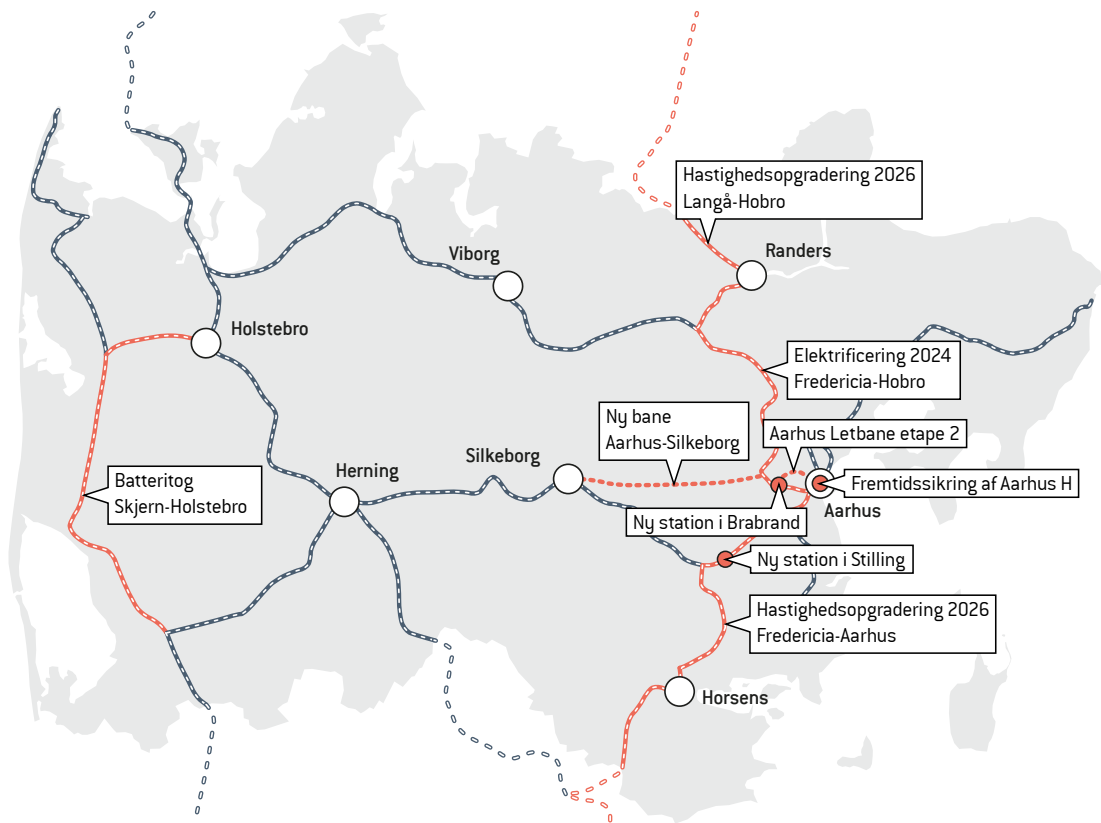 Hastighedsopgradering 2026
Langå-Hobro
Randers
Viborg
Holstebro
Elektrificering 2024
Fredericia-Hobro
Ny bane
Aarhus-Silkeborg
Aarhus Letbane etape 2
Silkeborg
Herning
Batteritog
Skjern-Holstebro
Fremtidssikring af Aarhus H
Aarhus
Ny station i Brabrand
Ny station i Stilling
Hastighedsopgradering 2026
Fredericia-Aarhus
Horsens